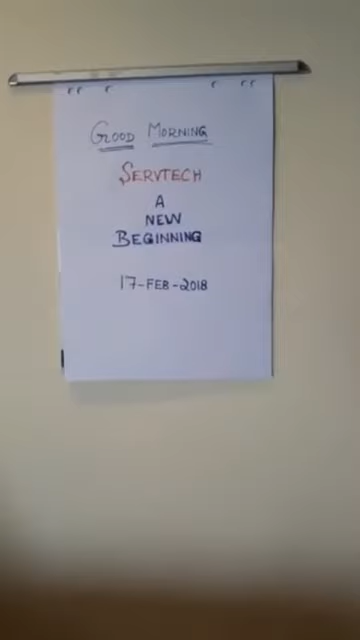 GOOD MORNING
SERVTECH
A
NEW
BEGINNING
17-FEB-2018